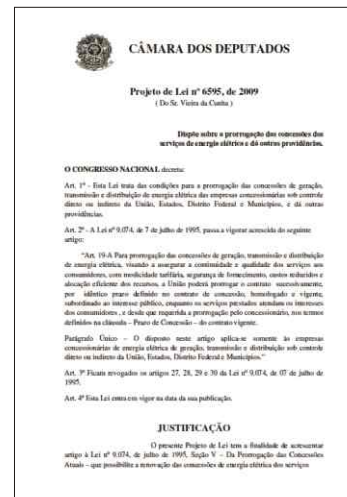 CÂMARA DOS DEPUTADOS
Projeto de Lei nº 6595, de 2009
( Do Sr. Vieira da Cunha )
Dispõe sobre a prorrogação das concessões dos
serviços de energia elétrica e dá outras providências.
O CONGRESSO NACIONAL decreta:
Art. 1º - Esta Lei trata das condições para a prorrogação das concessões de geração,
transmissão e distribuição de energia elétrica das empresas concessionárias sob controle
direto ou indireto da União, Estados, Distrito Federal e Municípios, e dá outras
providências.
Art. 2º - A Lei nº 9.074, de 7 de julho de 1995, passa a vigorar acrescida do seguinte
artigo:
"Art. 19-A Para prorrogação das concessões de geração, transmissão e distribuição
de energia elétrica, visando a assegurar a continuidade e qualidade dos serviços aos
consumidores, com modicidade tarifária, segurança de fornecimento, custos reduzidos e
alocação eficiente dos recursos, a União poderá prorrogar o contrato sucessivamente,
por idêntico prazo definido no contrato de concessão, homologado e vigente,
subordinado ao interesse público, enquanto os serviços prestados atendam os interesses
dos consumidores, e desde que requerida a prorrogação pelo concessionário, nos termos
definidos na cláusula – Prazo de Concessão – do contrato vigente.
Parágrafo Único – O disposto neste artigo aplica-se somente às empresas
concessionárias de energia elétrica de geração, transmissão e distribuição, sob controle
direto ou indireto da União, Estados, Distrito Federal e Municípios."
Art. 3º Ficam revogados os artigos 27, 28, 29 e 30 da Lei nº 9.074, de 07 de julho de
1995.
Art. 4º Esta Lei entra em vigor na data da sua publicação.
JUSTIFICAÇÃO
O presente Projeto de Lei tem a finalidade de acrescentar
artigo à Lei nº 9.074, de julho de 1995, Seção V – Da Prorrogação das Concessões
Atuais – que possibilite a renovação das concessões de energia elétrica dos serviços